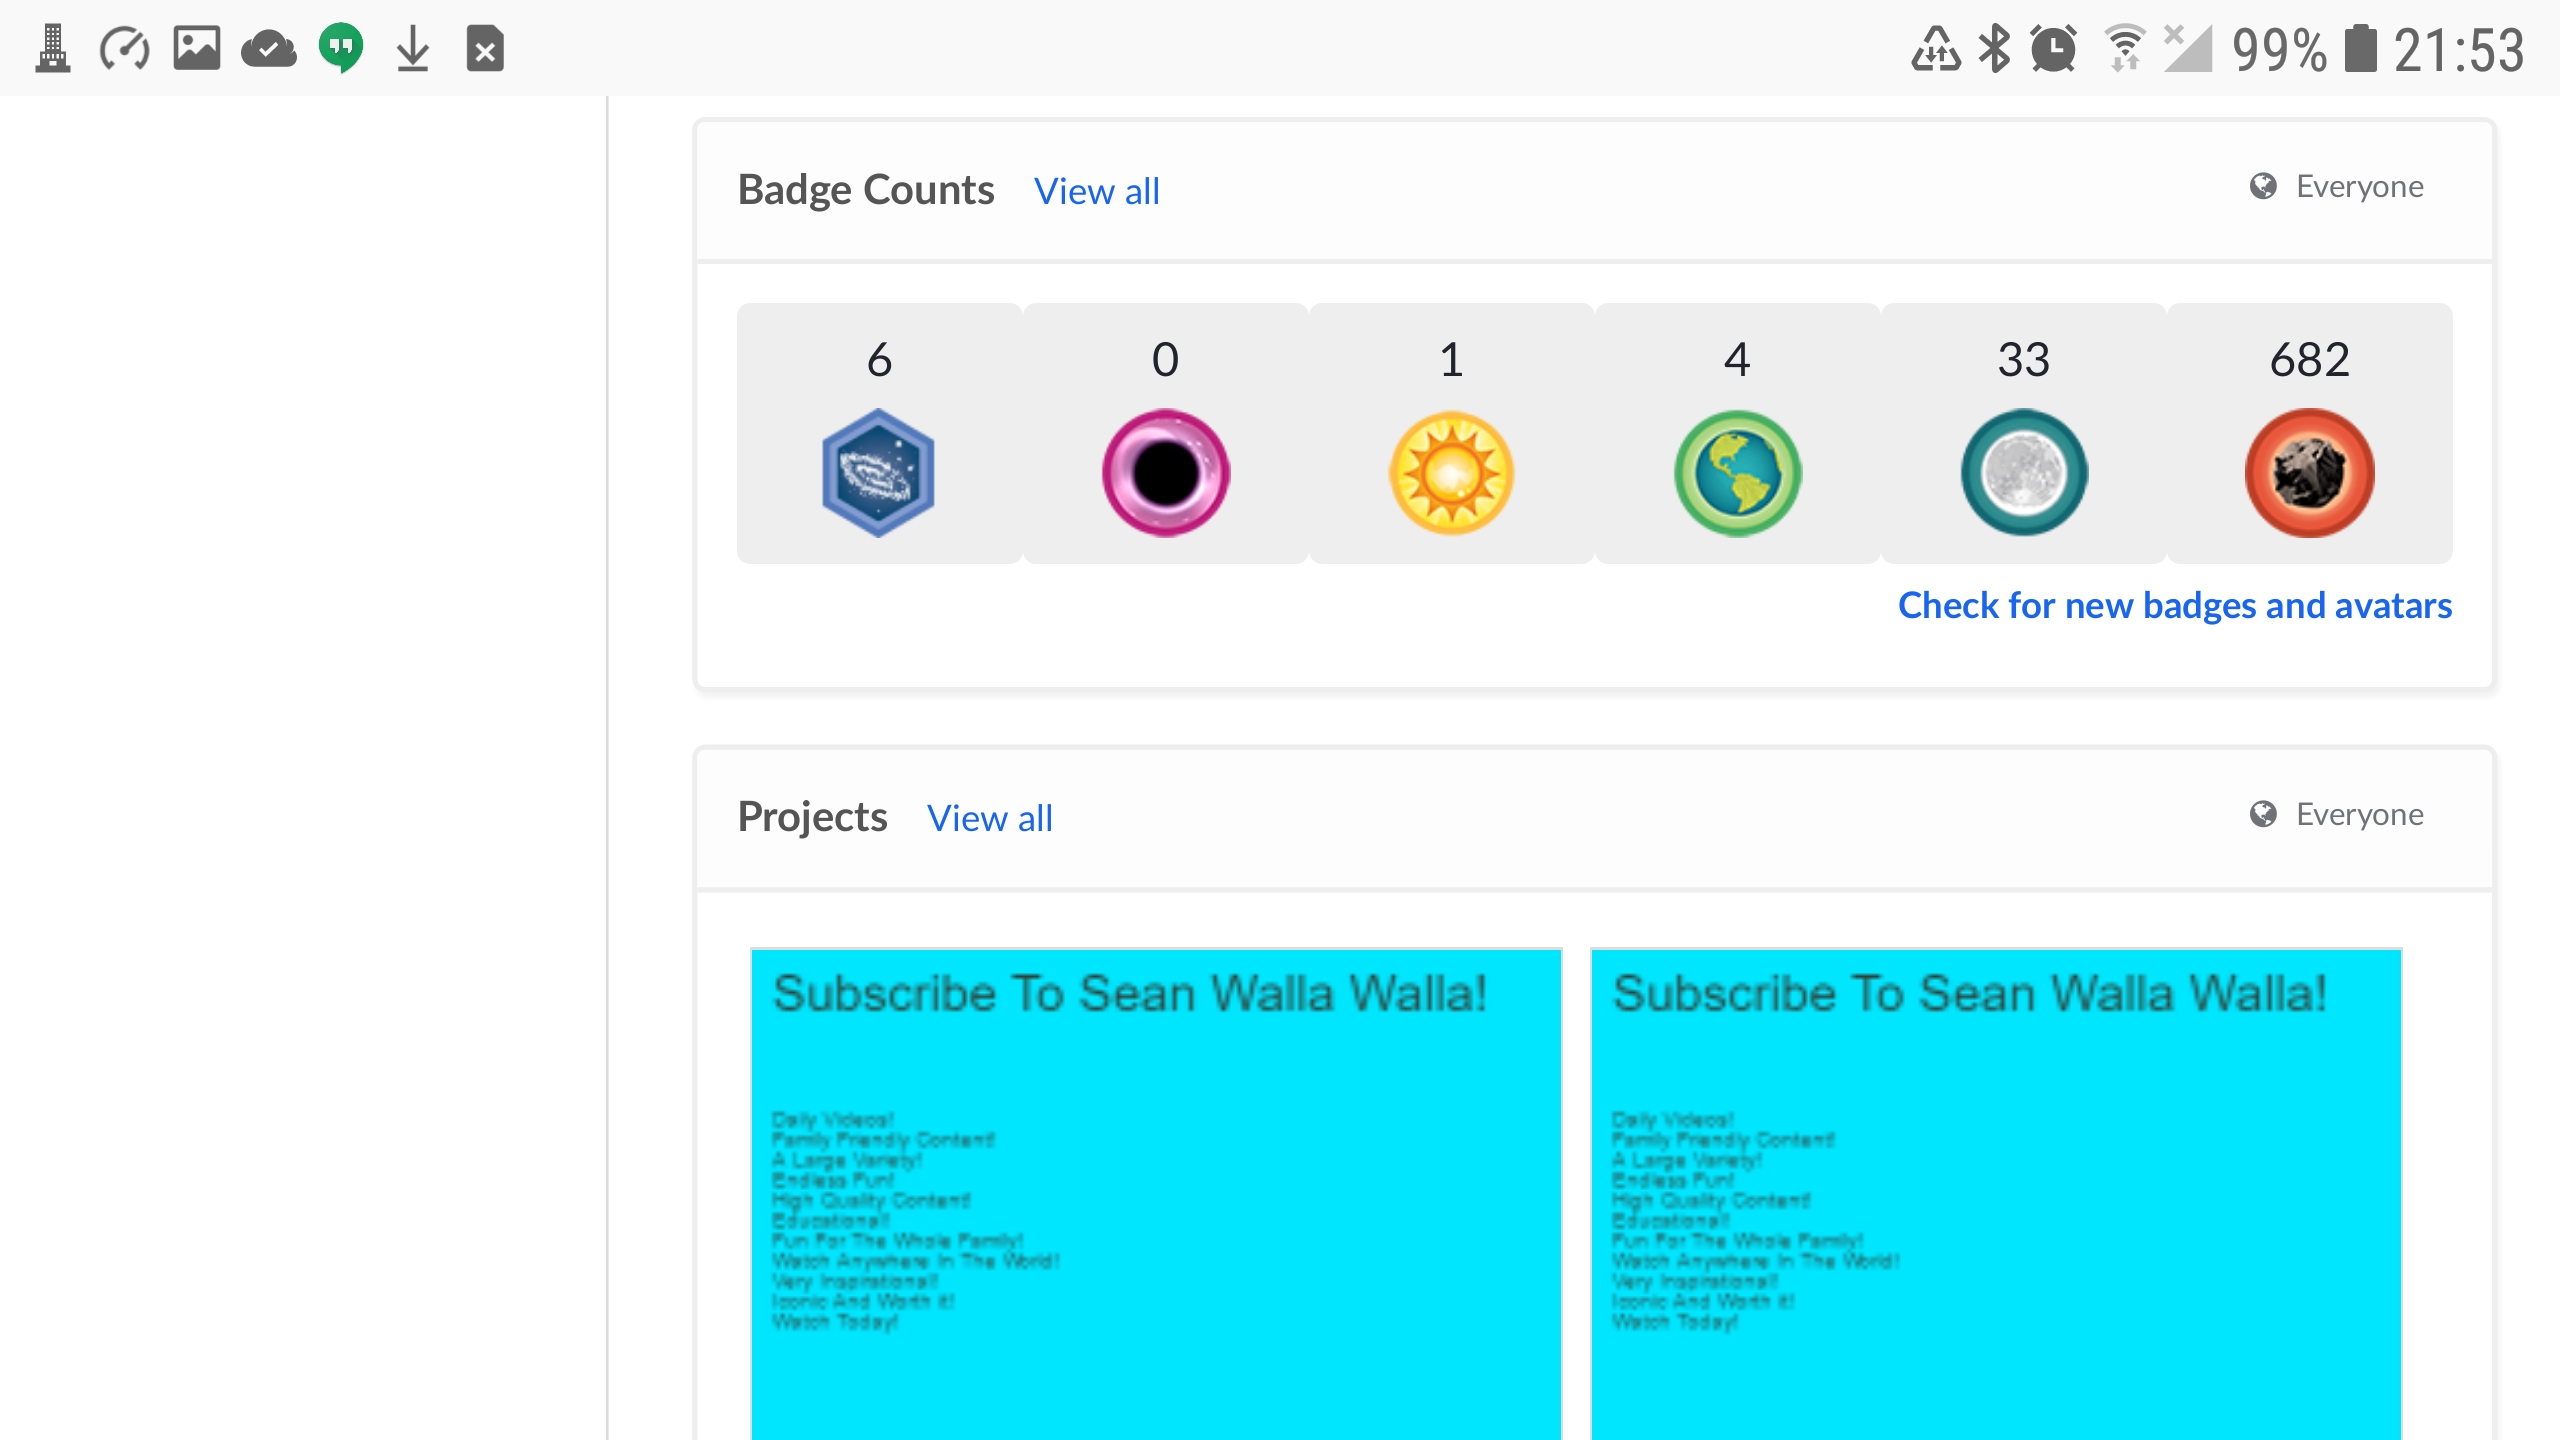 99% 21:53
Badge Counts View all Everyone
6 0 1 4 33 682
Check for new badges and avatars
Projects View all Everyone
Subscribe To Sean Walla Walla! Subscribe To Sean Walla Walla!
Daily Videos! Daily Videos!
Family Friendly Content! Family Friendly Content!
A Large Variety! A Large Variety!
Endless Fun! Endless Fun!
High Quality Content! High Quality Content!
Educational! Educational!
Fun For The Whole Family! Fun For The Whole Family!
Watch Anywhere In The World! Watch Anywhere In The World!
Very Inspirational! Very Inspirational!
Iconic And Worth it! Iconic And Worth it!
Watch Today! Watch Today!